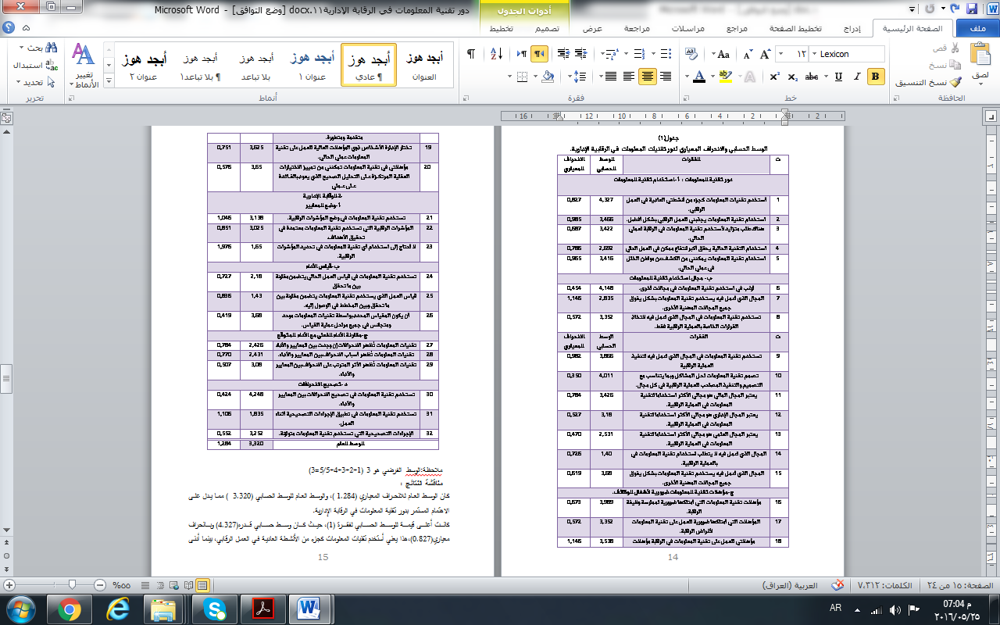 دور تقنية المعلومات في الرقابة الإدارية١١.docx [وضع التوافق] - Microsoft Word
أدوات الجدول
ملف
الصفحة الرئيسية
إدراج
تخطيط الصفحة
مراجع
مراسلات
مراجعة
عرض
تصميم
تخطيط
لصق
قص
نسخ
نسخ التنسيق
الحافظة
Lexicon
١٢
خط
فقرة
أبجد هوز
العنوان
أبجد هوز
¶ عادي
أبجد هوز
عنوان ١
أبجد هوز
بلا تباعد
أبجد هوز
¶ بلا تباعد١
أبجد هوز
عنوان ٢
تغيير الأنماط
أنماط
بحث
استبدال
تحديد
تحرير
جدول(١)
الوسط الحسابي والانحراف المعياري لدور تقنيات المعلومات في الرقابية الإدارية.
ت الفقرات الوسط الحسابي الانحراف المعياري
دور تقنية المعلومات : أ-استخدام تقنية المعلومات
1 استخدم تقنيات المعلومات كجزء من أنشطتي العادية في العمل الرقابي. 4,327 0,827
2 استخدام تقنية المعلومات يجذبني للعمل الرقابي بشكل افضل. 3,466 0,985
3 هناك طلب متزايد لأستخدم تقنية المعلومات في الرقابة لعملي الحالي. 3,422 0,687
4 استخدام التقنية الحالية يحقق أكبر انتفاع ممكن في العمل الحالي 2,692 0,786
5 استخدام تقنية المعلومات يمكنني من الكشف عن مواطن الخلل في عملي الحالي. 3,416 0,965
ب- مجال استخدام تقنية المعلومات
6 أرغب في استخدم تقنية المعلومات في مجالات أخرى. 4,148 0,454
7 المجال الذي أعمل فيه يستخدم تقنية المعلومات بشكل يفوق جميع المجالات المهنية الأخرى. 2,835 1,146
8 تستخدم تقنية المعلومات في المجال الذي أعمل فيه لاتخاذ القرارات الخاصة بالعملية الرقابية فقط. 3,352 0,572
ت الفقرات الوسط الحسابي الانحراف المعياري
9 تستخدم تقنية المعلومات في المجال الذي أعمل فيه لتنفيذ العملية الرقابية 3,866 0,982
10 تصمم تقنية المعلومات لحل المشاكل وبما يتناسب مع التصميم والتنفيذ المصاحب للعملية الرقابية في كل مجال. 4,011 0,350
11 يعتبر المجال المالي هو مجالي الأكثر استخداما لتقنية المعلومات في العملية الرقابية. 3,426 0,784
12 يعتبر المجال الإداري هو مجالي الأكثر استخداما لتقنية المعلومات في العملية الرقابية. 3,18 0,527
13 يعتبر المجال العلمي هو مجالي الأكثر استخداما لتقنية المعلومات في العملية الرقابية. 2,531 0,470
14 المجال الذي أعمل فيه لا يتطلب استخدام تقنية المعلومات في بالعملية الرقابية. 1,40 0,726
15 المجال الذي أعمل فيه يستخدم تقنية المعلومات بشكل يفوق جميع المجالات المهنية الأخرى. 3,68 0,619
ج-مؤهلات تقنية المعلومات ضرورية لأشغال الوظائف.
16 مؤهلات تقنية المعلومات التي امتلكها ضرورية لممارسة وظيفة الرقابة. 3,989 0,673
17 المؤهلات التي امتلكها ضرورية للعمل على تقنية المعلومات لأغراض الرقابة 3,352 0,572
18 مؤهلاتي للعمل على تقنية المعلومات في الرقابة مؤهلات 3,538 1,146
14
متقدمة ومتطورة.
19 تختار الإدارة الأشخاص ذوي المؤهلات العالية للعمل على تقنية المعلومات عملي الحالي. 3,625 0,751
20 مؤهلاتي في تقنية المعلومات تمكنني من تمييز الاختيارات العقلية المرتكزة على التحليل الصحيح الذي يعود بالفائدة على عملي 3,65 0,576
2-الرقابة الإدارية
أ-وضع المعايير
21 تستخدم تقنية المعلومات في وضع المؤشرات الرقابية. 3,138 1,046
22 المؤشرات الرقابية التي تستخدم تقنية المعلومات معتمدة في تحقيق الأهداف. 3,025 0,851
23 لا أحتاج إلى استخدام أي تقنية المعلومات في تحديد المؤشرات الرقابية. 1,65 1,976
ب-قياس الأداء
24 تستخدم تقنية المعلومات في قياس العمل الحالي يتضمن مقارنة بين ما تحقق 2,18 0,727
25 قياس العمل الذي يستخدم تقنية المعلومات يتضمن مقارنة بين ما تحقق وبين المخطط في الوصول إليه. 1,43 0,836
26 أن يكون المقياس المحدد بواسطة تقنيات المعلومات موحد ومتجانس في جميع مراحل عملية القياس. 3,68 0,419
ج-مقارنة الأداء الفعلي مع الأداء المتوقع
27 تقنيات المعلومات تُظهر الانحرافات إن وجدت بين المعايير والأداء. 2,426 0,784
28 تقنيات المعلومات تُظهر أسباب الانحراف بين المعايير والأداء. 2,431 0,770
29 تقنيات المعلومات تُظهر الأثر المترتب على الانحراف بين المعايير والأداء. 3,08 0,507
د -تصحيح الانحرافات
30 تستخدم تقنية المعلومات في تصحيح الانحرافات بين المعايير والأداء. 4,248 0,424
31 تستخدم تقنية المعلومات في تطبيق الإجراءات التصحيحية أثناء العمل. 1,835 1,106
32 الإجراءات التصحيحية التي تستخدم تقنية المعلومات متوازنة. 3,252 0,552
الوسط العام 3,320 1,284
ملاحظة:الوسط الفرضي هو 3 (1+2+3+4+5/5=3)
مناقشة النتائج :
كان الوسط العام للانحراف المعياري (1.284 )، والوسط العام للوسط الحسابي (3.320 ) مما يدل على
الاهتمام المستمر بدور تقنية المعلومات في الرقابة الإدارية.
كانت أعلى قيمة للوسط الحسابي لفقرة (1)، حيث كان وسط حسابي قدره(4.327) وبانحراف
معياري(0.827)،هذا يعني أستخدم تقنيات المعلومات كجزء من الأنشطة العادية في العمل الرقابي، بينما أدنى
15
الصفحة: ١٥ من ٢٤
الكلمات: ٧،٣١٢
العربية (العراق)
٥٥%
AR
07:04 م
٢٠١٦/٠٥/٢٥